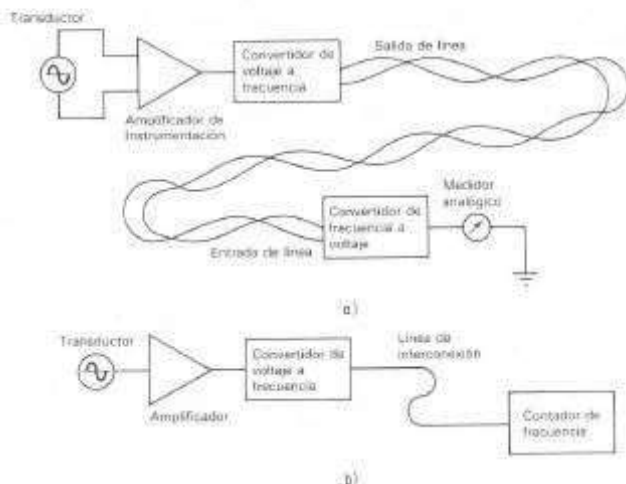 Transductor
Convertidor de
voltaje a
frecuencia
Salida de línea
Amplificador de
Instrumentación
Medidor
analógico
Convertidor de
frecuencia a
voltaje
Entrada de línea
a)
Transductor
Convertidor de
voltaje a
frecuencia
Línea de
interconexión
Amplificador
Contador de
frecuencia
b)